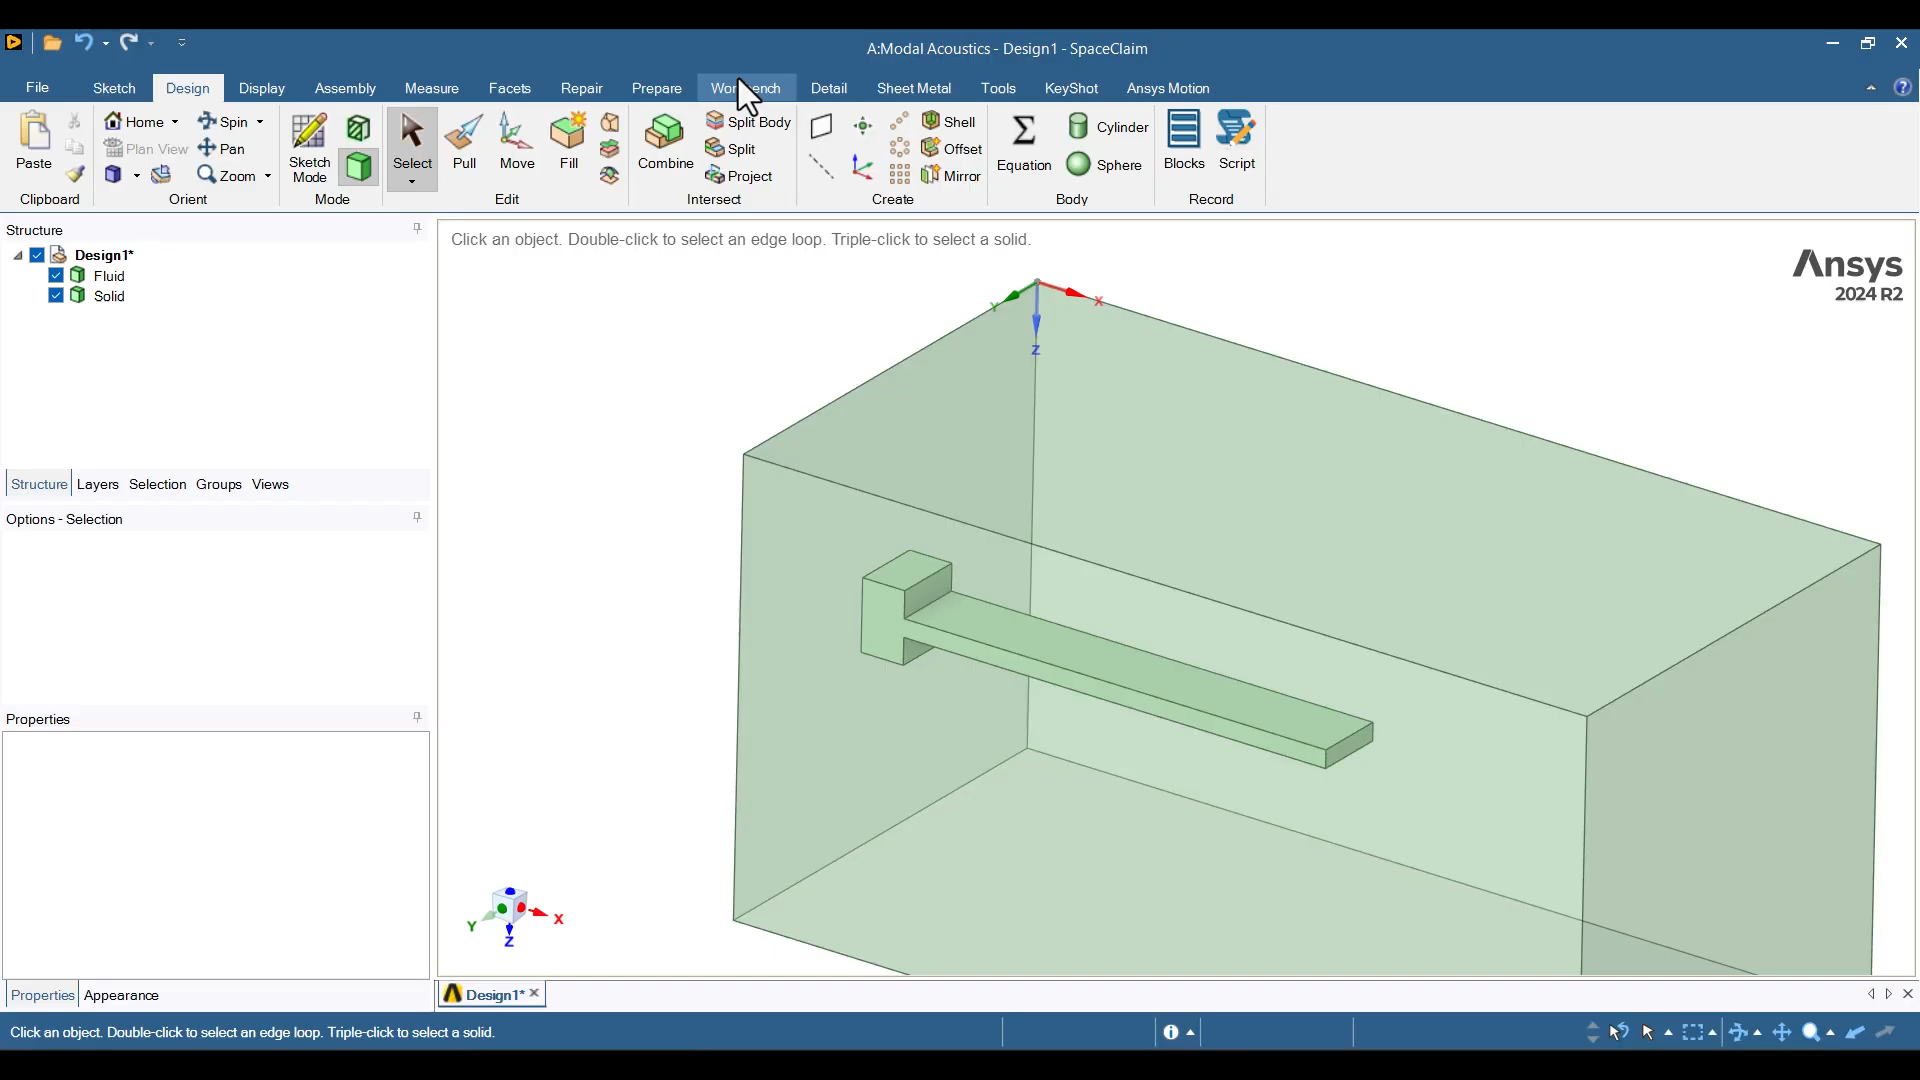 A:Modal Acoustics - Design1 - SpaceClaim
File Sketch Design Display Assembly Measure Facets Repair Prepare Workbench Detail Sheet Metal Tools KeyShot Ansys Motion
Paste
Clipboard
Home Spin
Plan View Pan
Zoom
Orient
Sketch Mode
Mode
Select Pull Move Fill
Edit
Combine
Split Body
Split
Project
Intersect
Shell
Offset
Mirror
Create
Equation
Cylinder
Sphere
Body
Blocks Script
Record
Structure
Design1*
Fluid
Solid
Structure Layers Selection Groups Views
Options - Selection
Properties
Properties Appearance
Click an object. Double-click to select an edge loop. Triple-click to select a solid.
Ansys
2024 R2
Y X
Z
Y X
Z
Design1*
Click an object. Double-click to select an edge loop. Triple-click to select a solid.